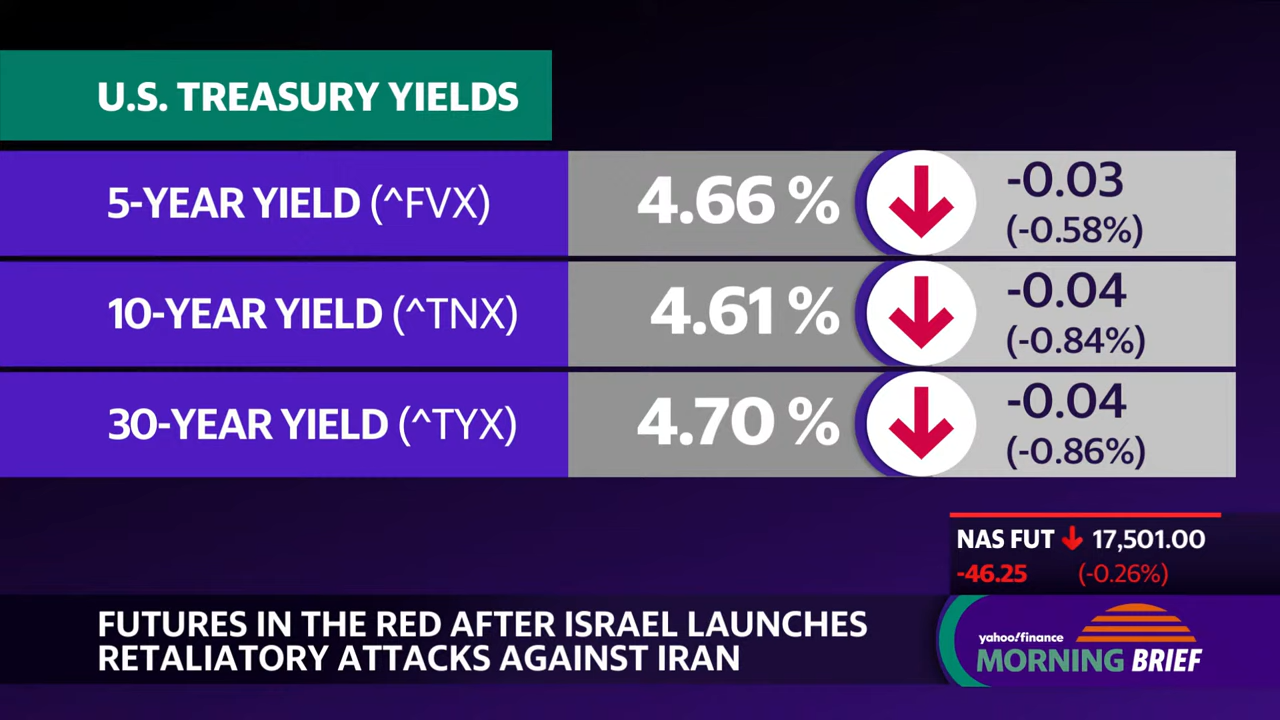 U.S. TREASURY YIELDS
5-YEAR YIELD (^FVX) 4.66 % -0.03 (-0.58%)
10-YEAR YIELD (^TNX) 4.61 % -0.04 (-0.84%)
30-YEAR YIELD (^TYX) 4.70 % -0.04 (-0.86%)
NAS FUT 17,501.00
-46.25 (-0.26%)
FUTURES IN THE RED AFTER ISRAEL LAUNCHES
RETALIATORY ATTACKS AGAINST IRAN
yahoo!finance
MORNING BRIEF